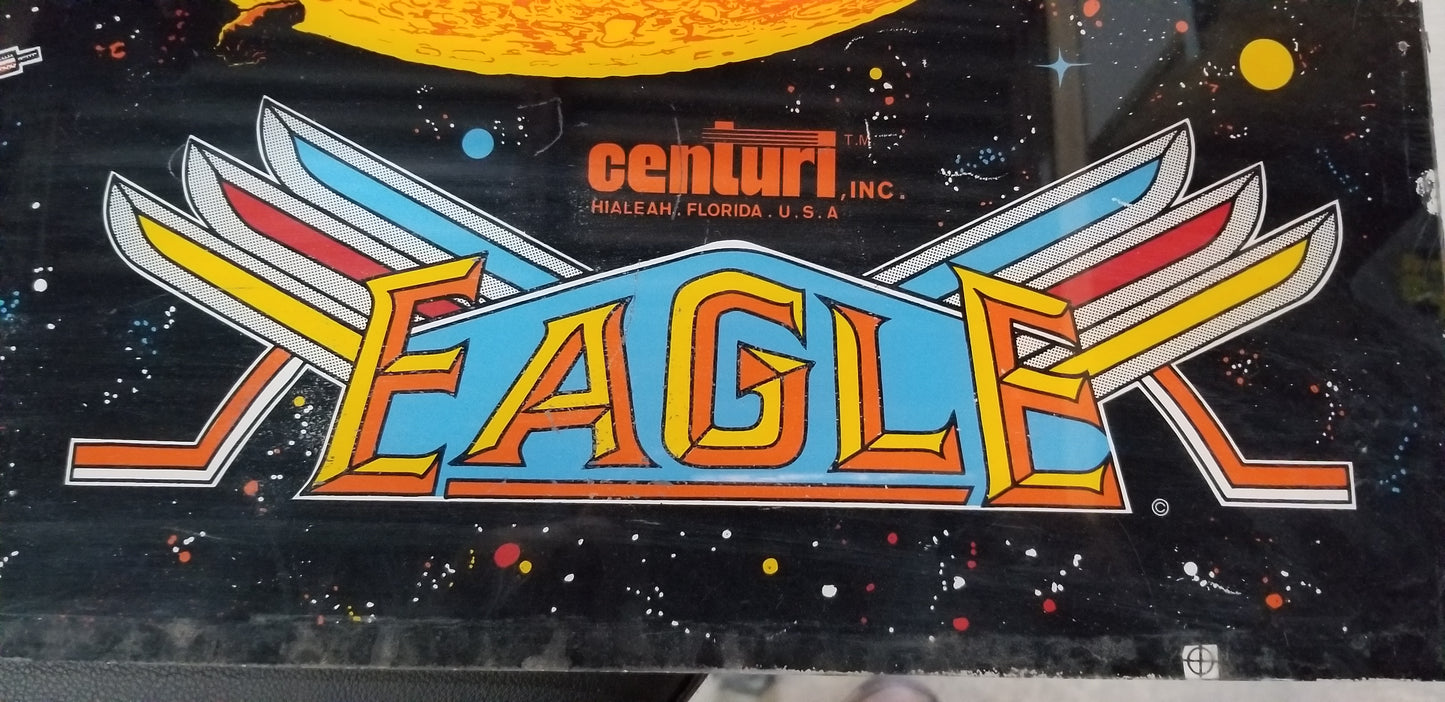 centuri, INC. T.M.
HIALEAH. FLORIDA. U.S.A
EAGLE ©